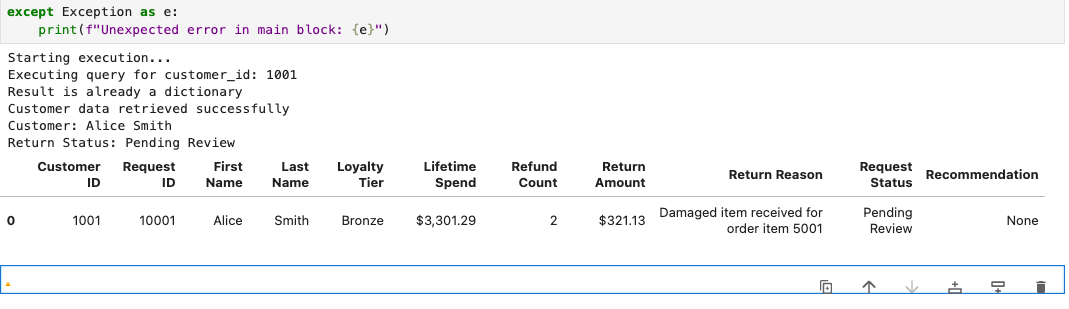 except Exception as e:
    print(f"Unexpected error in main block: {e}")
Starting execution...
Executing query for customer_id: 1001
Result is already a dictionary
Customer data retrieved successfully
Customer: Alice Smith
Return Status: Pending Review
Customer Request First Last Loyalty Lifetime Refund Return Return Reason Request Recommendation
ID ID Name Name Tier Spend Count Amount Status
0 1001 10001 Alice Smith Bronze $3,301.29 2 $321.13 Damaged item received for Pending None
order item 5001 Review